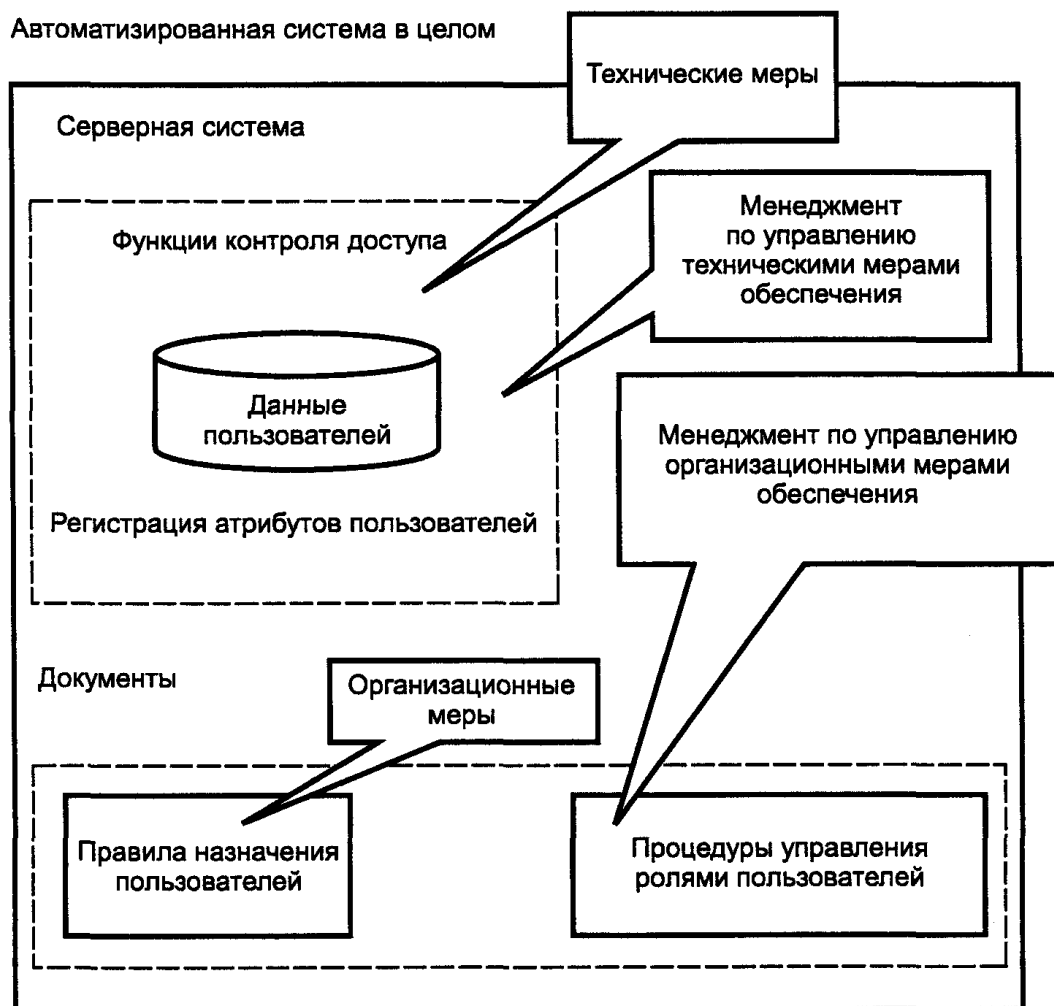 Автоматизированная система в целом
Технические меры
Серверная система
Менеджмент
по управлению
техническими мерами
обеспечения
Функции контроля доступа
Данные
пользователей
Менеджмент по управлению
организационными мерами
обеспечения
Регистрация атрибутов пользователей
Документы
Организационные
меры
Правила назначения
пользователей
Процедуры управления
ролями пользователей